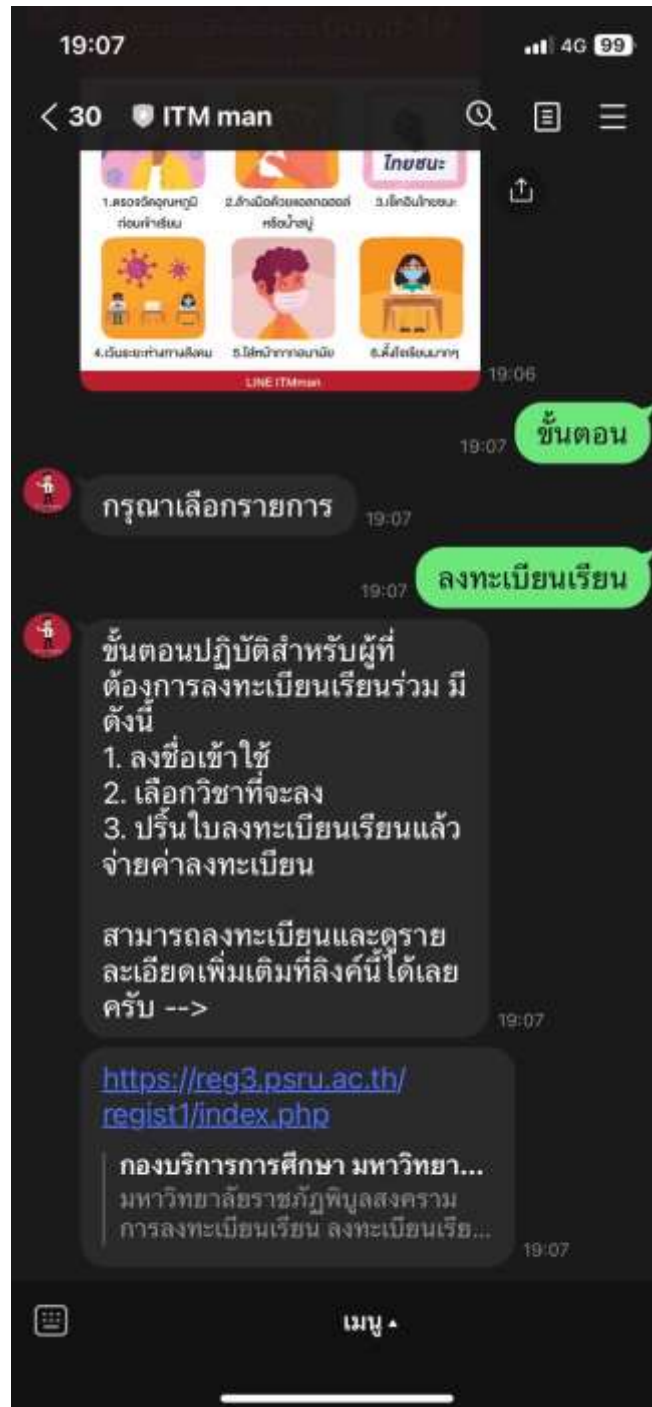 19:07
4G 99
30 ITM man
ไทยชนะ
1.ตรวจวัดอุณหภูมิ
ก่อนเข้าเรียน
2.ล้างมือด้วยแอลกอฮอล์
หรือน้ำสบู่
3.เช็คอินไทยชนะ
4.เว้นระยะห่างทางสังคม
5.ใส่หน้ากากอนามัย
6.ตั้งใจเรียนมากๆ
LINE ITMman
19:06
ขั้นตอน
19:07
กรุณาเลือกรายการ
19:07
ลงทะเบียนเรียน
19:07
ขั้นตอนปฏิบัติสำหรับผู้ที่
ต้องการลงทะเบียนเรียนร่วม มี
ดังนี้
1. ลงชื่อเข้าใช้
2. เลือกวิชาที่จะลง
3. ปริ้นใบลงทะเบียนเรียนแล้ว
จ่ายค่าลงทะเบียน
สามารถลงทะเบียนและดูราย
ละเอียดเพิ่มเติมที่ลิงค์นี้ได้เลย
ครับ -->
19:07
https://reg3.psru.ac.th/
regist1/index.php
กองบริการการศึกษา มหาวิทยา...
มหาวิทยาลัยราชภัฏพิบูลสงคราม
การลงทะเบียนเรียน ลงทะเบียนเรีย...
19:07
เมนู